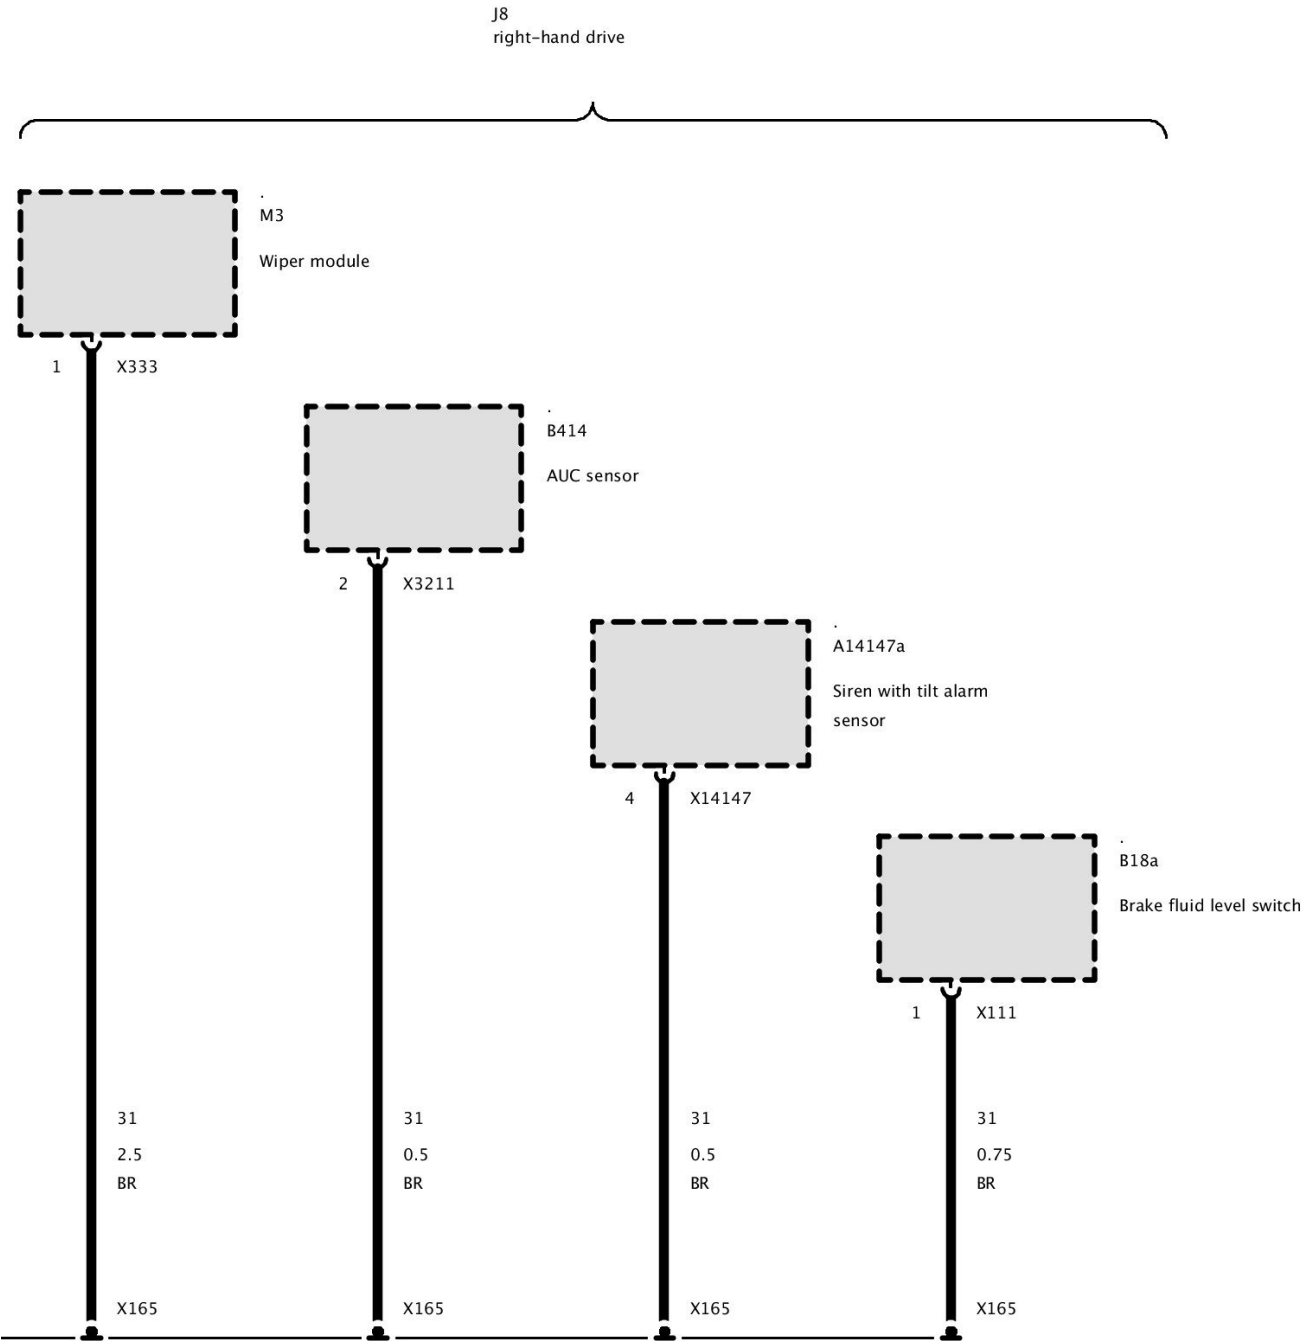 J8
right-hand drive
.
M3
Wiper module
1
X333
.
B414
AUC sensor
2
X3211
.
A14147a
Siren with tilt alarm
sensor
4
X14147
.
B18a
Brake fluid level switch
1
X111
31
2.5
BR
X165
31
0.5
BR
X165
31
0.5
BR
X165
31
0.75
BR
X165